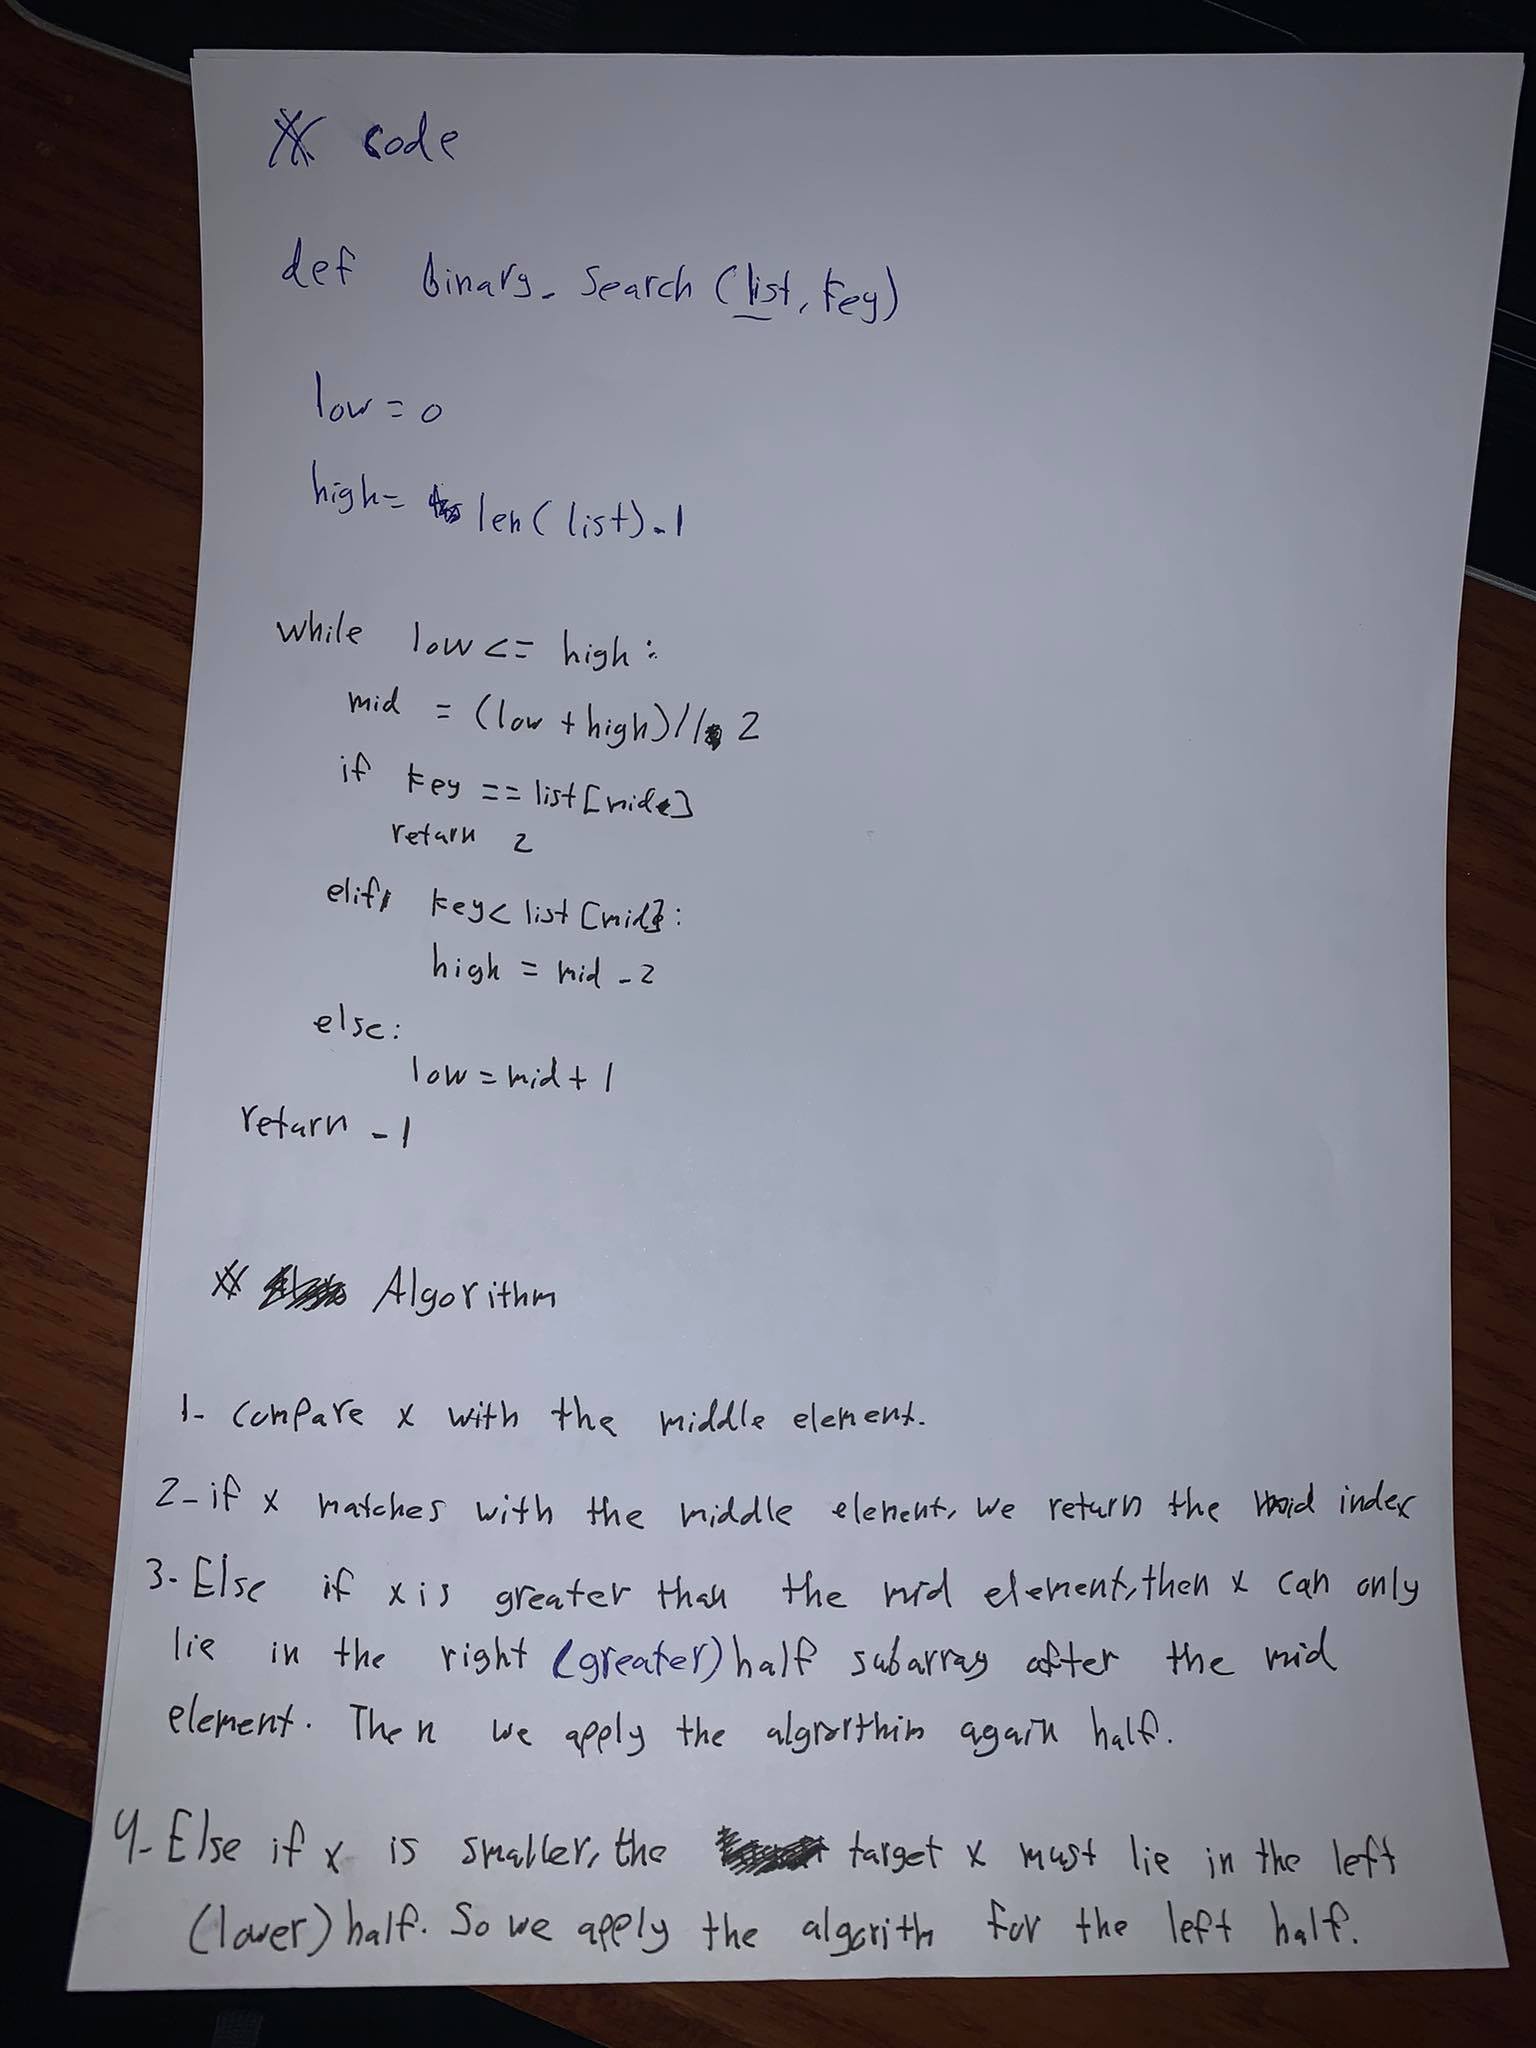 code
def binary_search (list, key)
low = 0
high = len( list) - 1
while low <= high :
mid = (low + high) // 2
if key == list [mid]
return 2
elif key < list [mid] :
high = mid - 2
else :
low = mid + 1
return - 1
Algorithm
1- compare x with the middle element.
2- if x matches with the middle element, we return the mid index
3- Else if x is greater than the mid element, then x can only
lie in the right (greater) half subarray after the mid
element. Then we apply the algrorthim again half.
4- Else if x is smaller, the target x must lie in the left
(lower) half. So we apply the algorith for the left half.